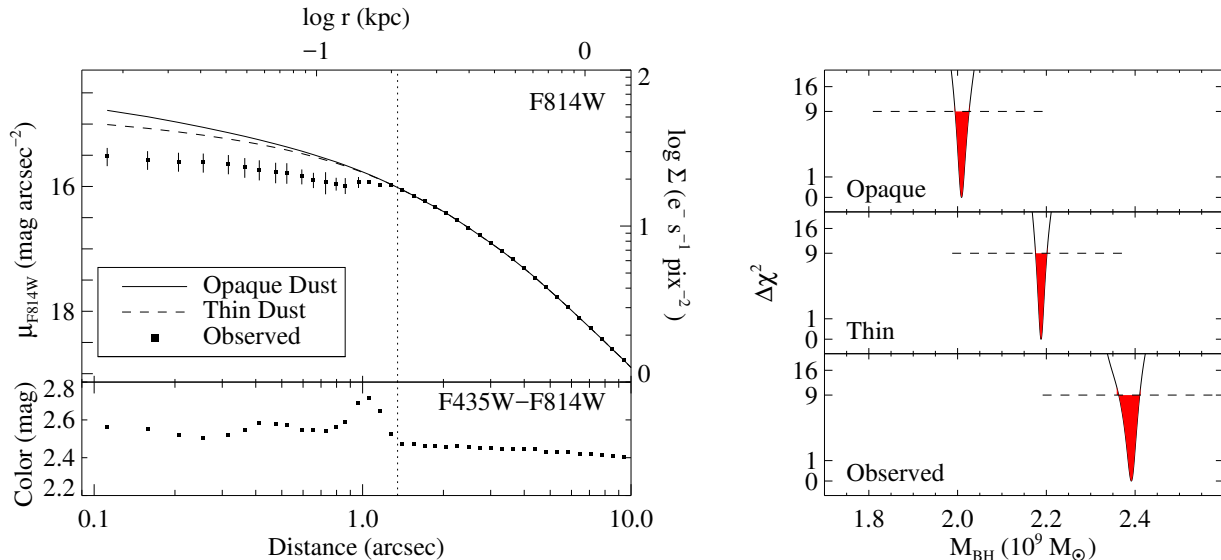 log r (kpc)
−1 0
F814W
16
18
μF814W (mag arcsec−2)
2
1
0
log Σ (e− s−1 pix−2)
Opaque Dust
Thin Dust
Observed
F435W−F814W
2.8
2.6
2.4
2.2
Color (mag)
0.1 1.0 10.0
Distance (arcsec)
16
9
1
0
Opaque
16
9
1
0
Thin
16
9
1
0
Observed
Δχ2
1.8 2.0 2.2 2.4
MBH (109 M⊙)